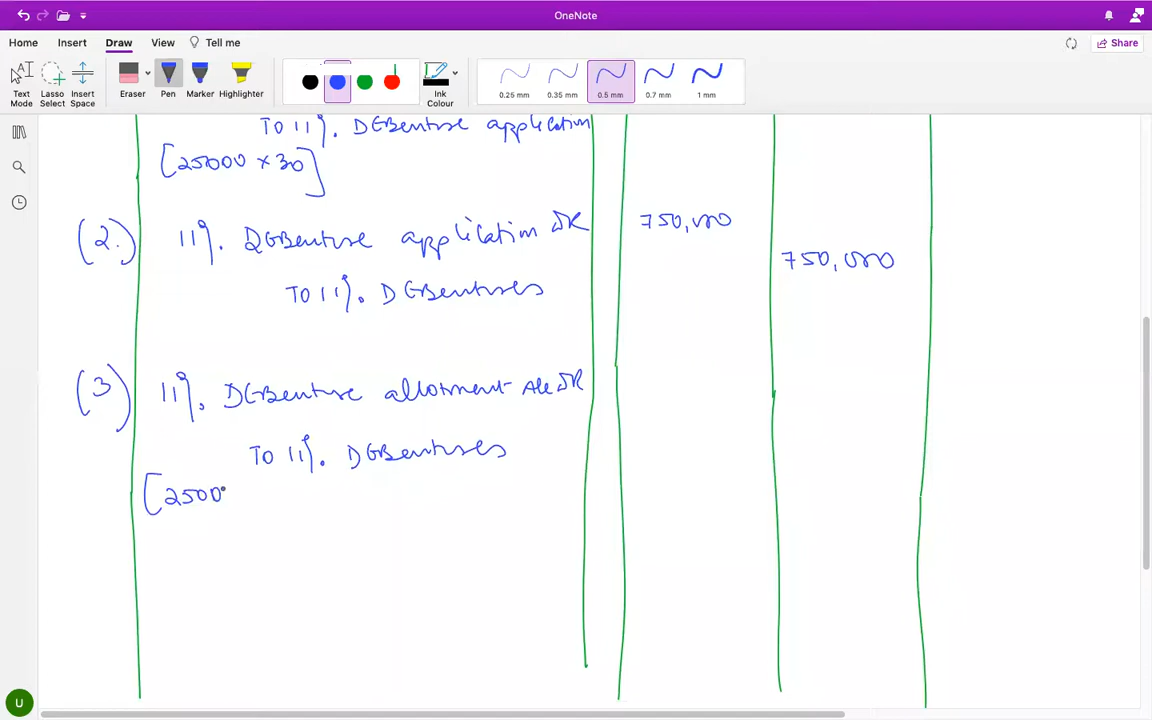 OneNote
Home Insert Draw View Tell me Share
Text Mode Lasso Select Insert Space Eraser Pen Marker Highlighter Ink Colour 0.25 mm 0.35 mm 0.5 mm 0.7 mm 1 mm
To 11%. Debenture application
[25000 × 30]
(2.) 11%. Debenture application DR 750,000
750,000
To 11%. Debentures
(3) 11%. Debenture allotment A/c DR
To 11%. Debentures
[2500
U